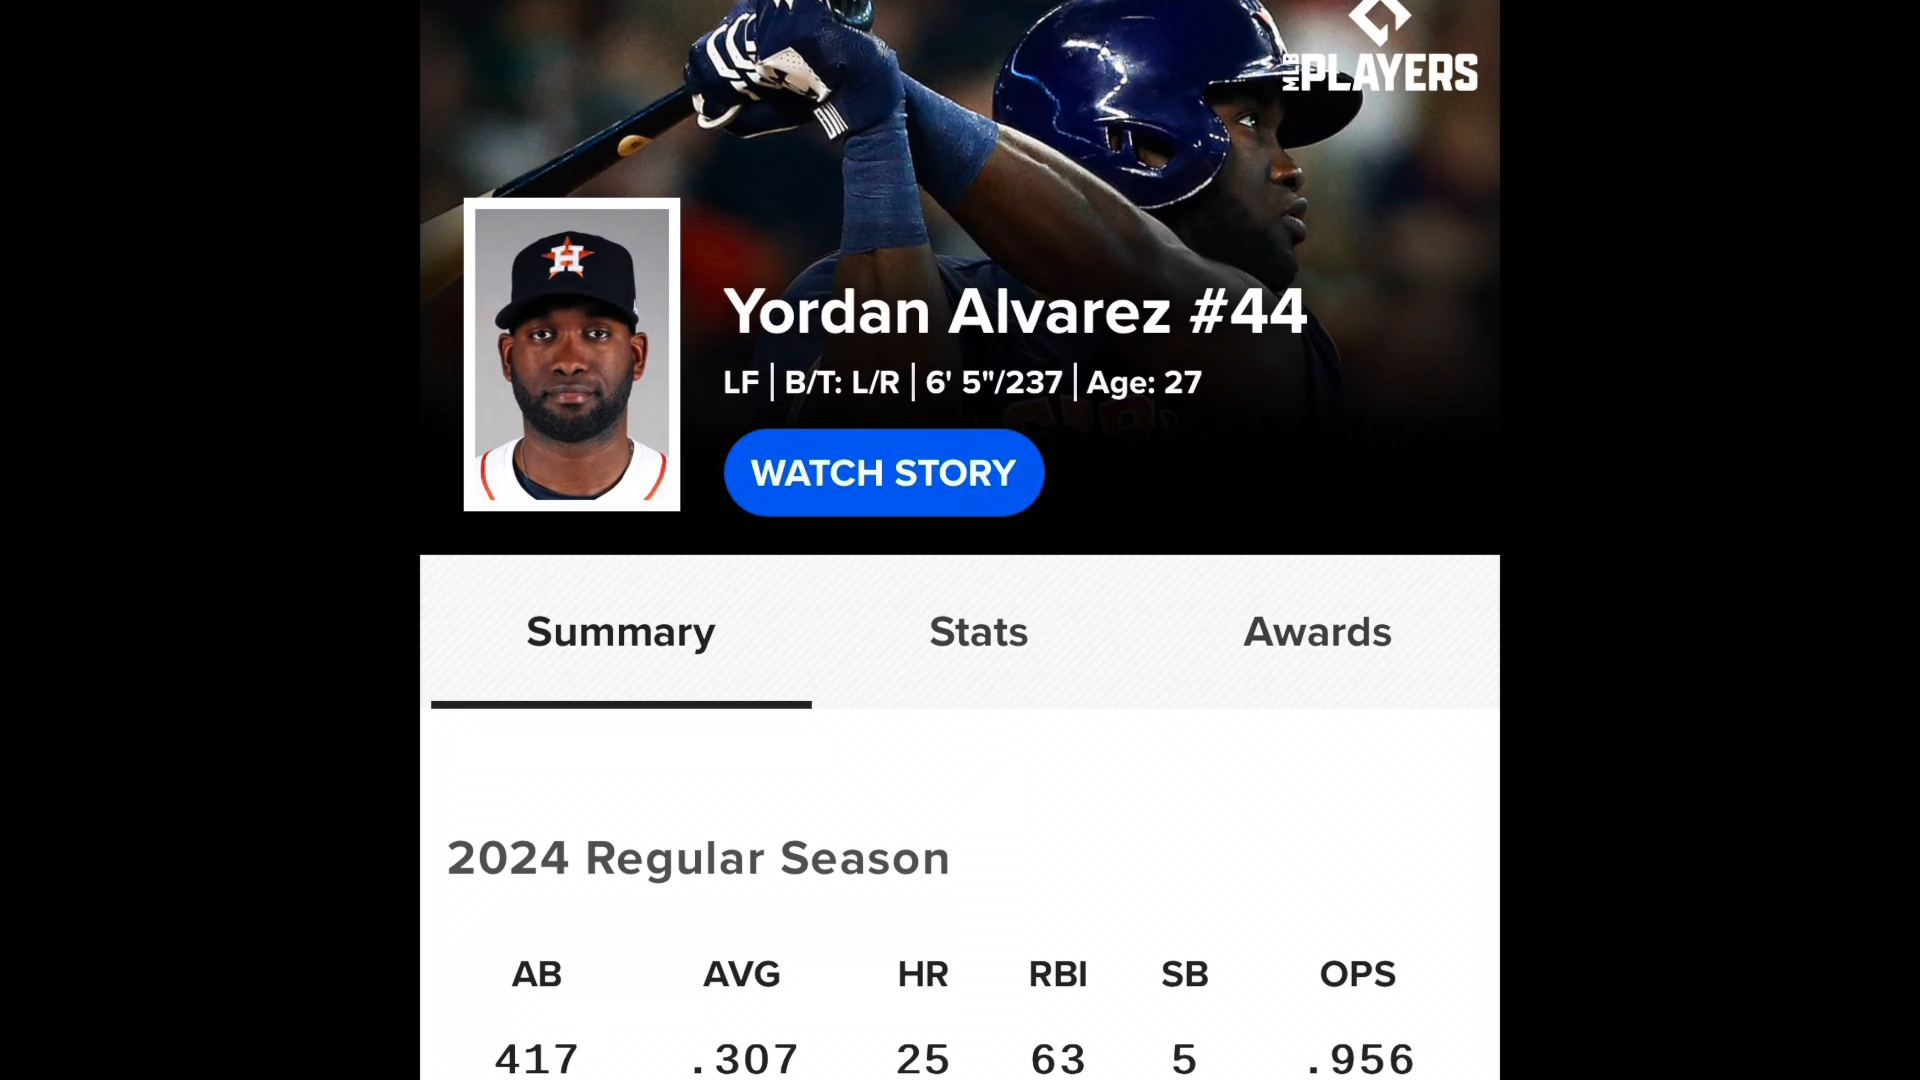 MLB PLAYERS
H
Yordan Alvarez #44
LF | B/T: L/R | 6' 5"/237 | Age: 27
WATCH STORY
Summary Stats Awards
2024 Regular Season
AB AVG HR RBI SB OPS
417 .307 25 63 5 .956